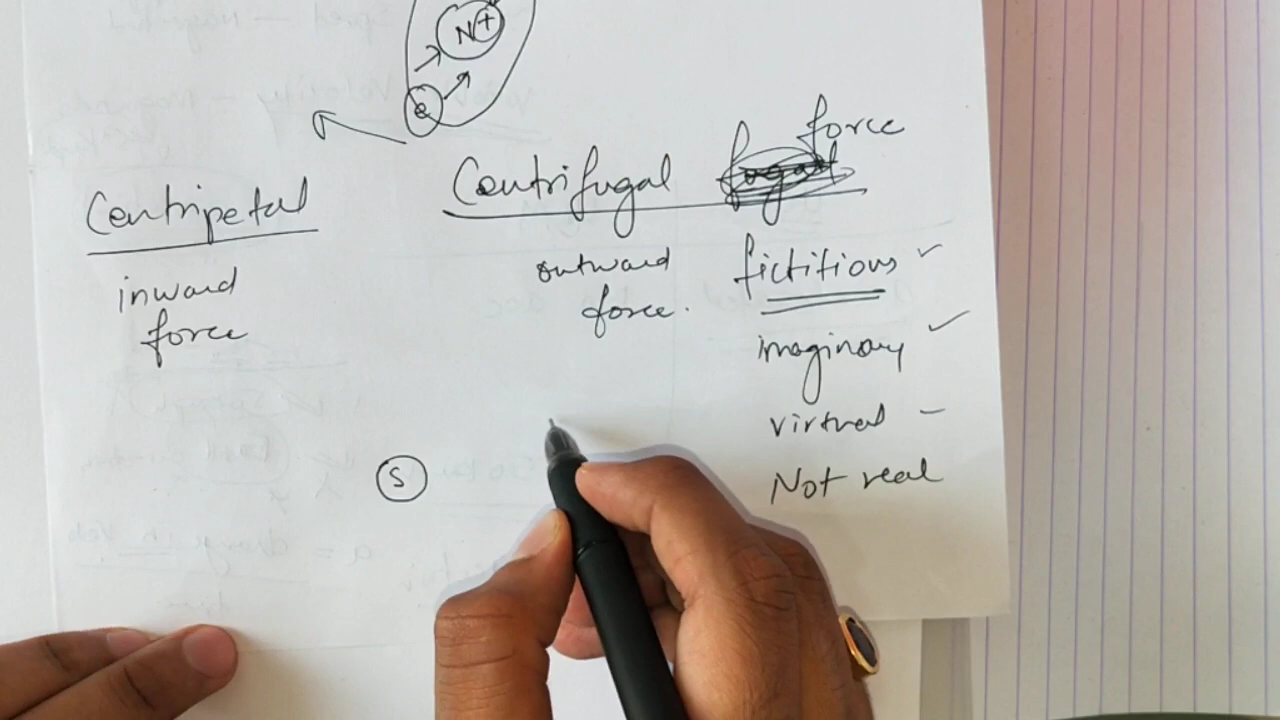 N+
e
force
Centripetal
Centrifugal
inward
force
outward
force.
fictitious
imaginary
virtual
Not real
S